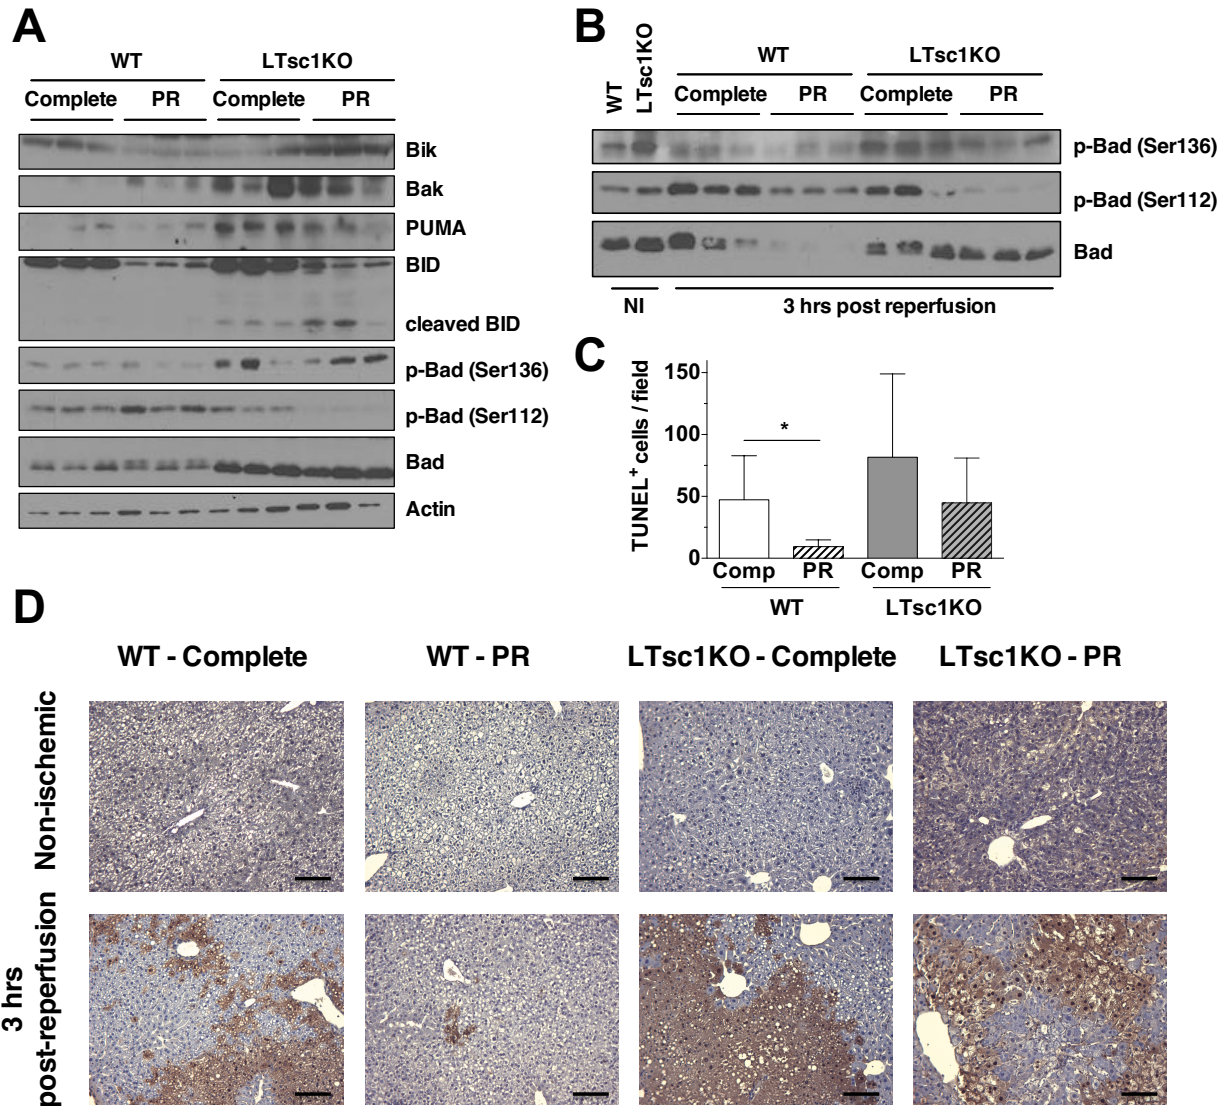 A
WT
LTsc1KO
Complete
PR
Complete
PR
Bik
Bak
PUMA
BID
cleaved BID
p-Bad (Ser136)
p-Bad (Ser112)
Bad
Actin
B
WT
LTsc1KO
WT
LTsc1KO
Complete
PR
Complete
PR
p-Bad (Ser136)
p-Bad (Ser112)
Bad
NI
3 hrs post reperfusion
C
TUNEL+ cells / field
150
100
50
0
*
Comp
PR
Comp
PR
WT
LTsc1KO
D
WT - Complete
WT - PR
LTsc1KO - Complete
LTsc1KO - PR
Non-ischemic
3 hrs
post-reperfusion